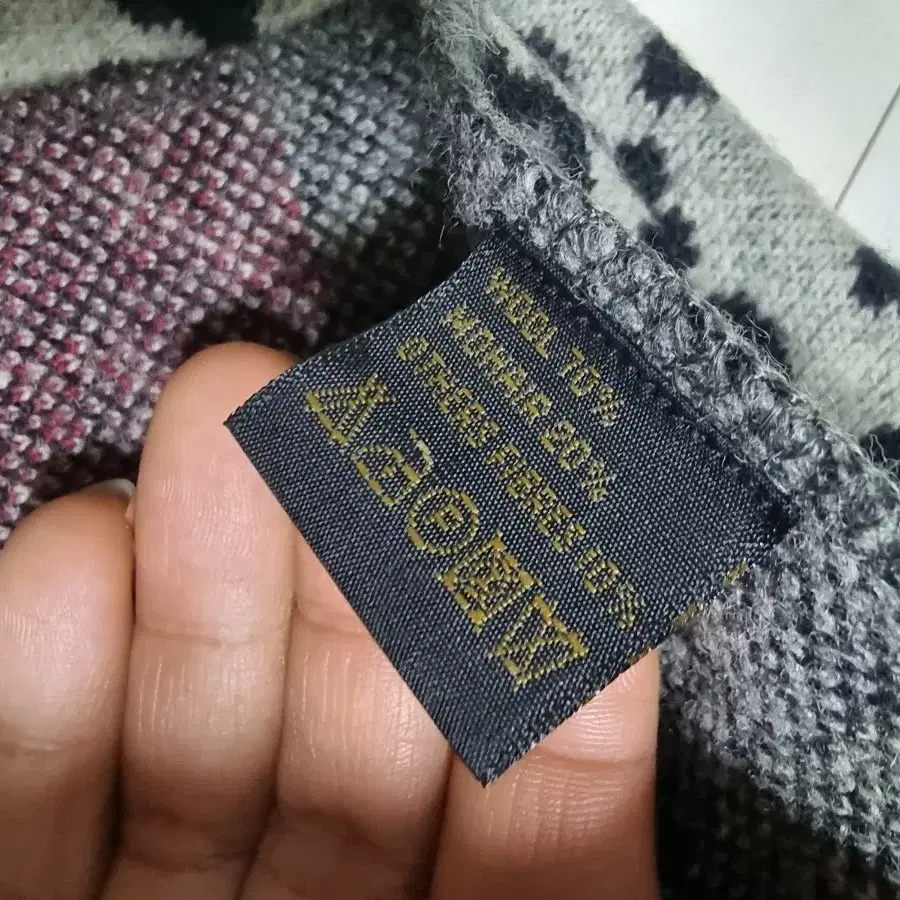 WOOL 70%
MOHAIR 20%
OTHERS FIBRES 10%
P